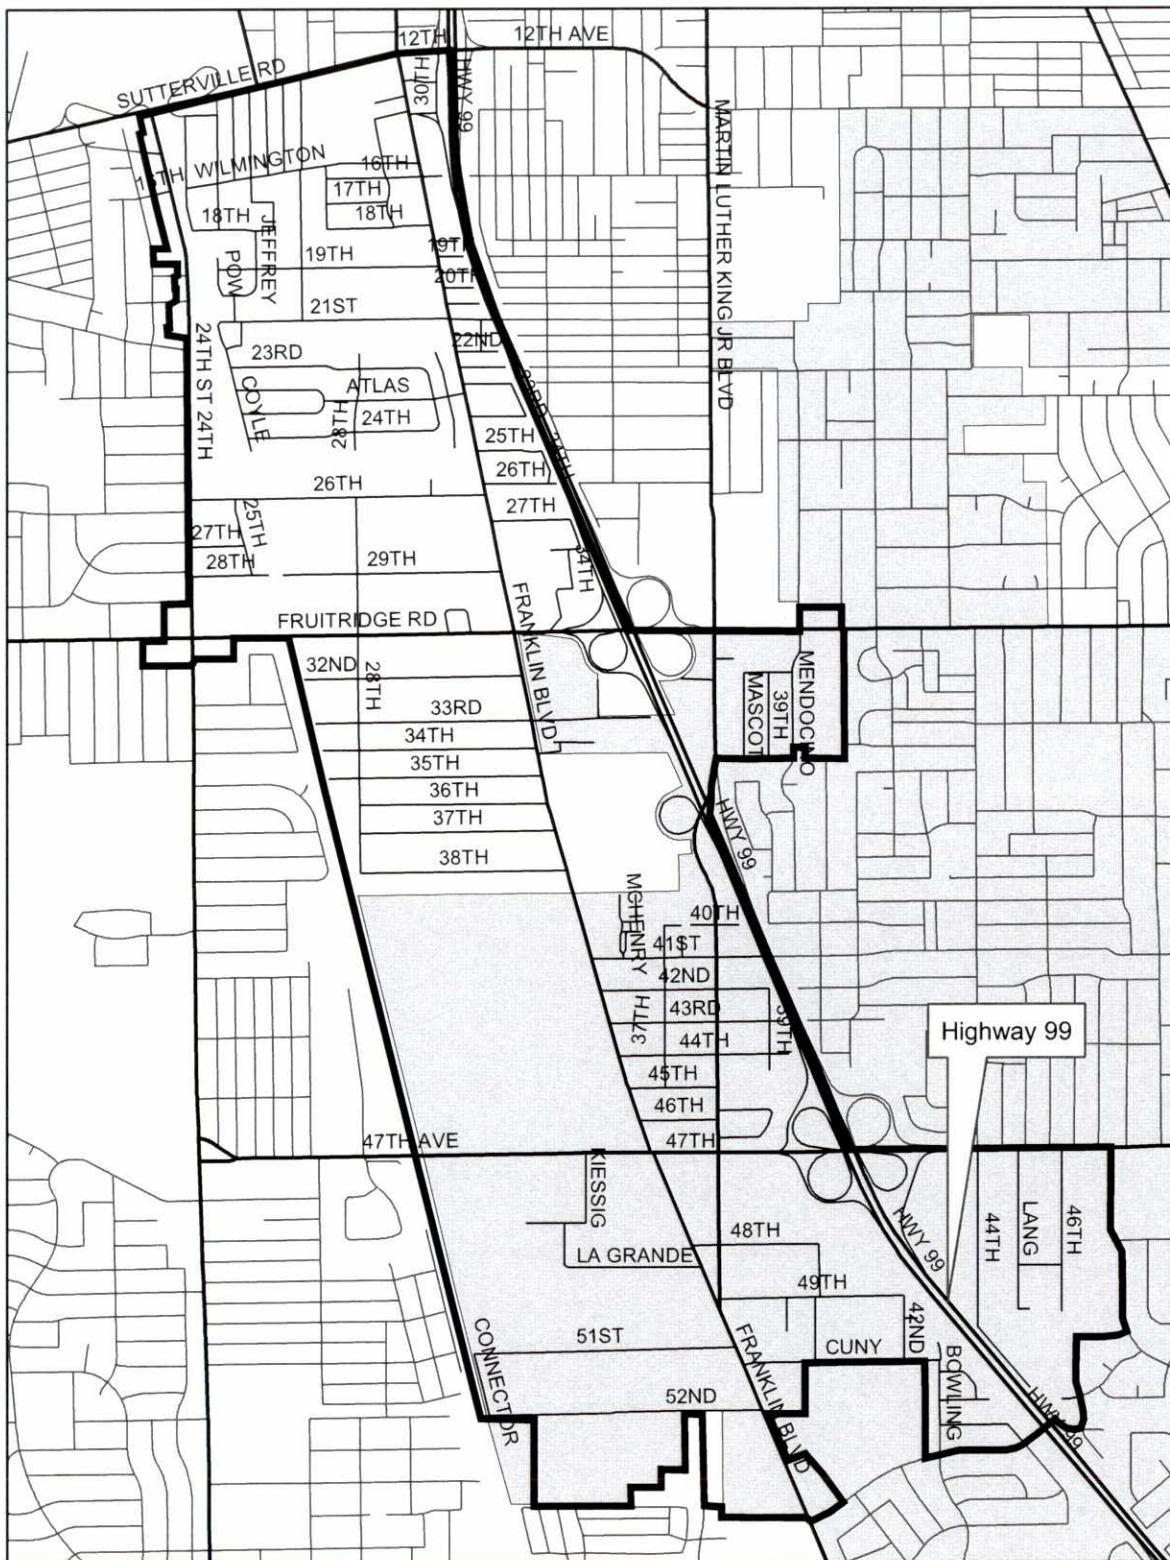 12TH
12TH AVE
SUTTERVILLE RD
30TH
HWY 99
MARTIN LUTHER KING JR BLVD
WILMINGTON
16TH
17TH
18TH
18TH
JEFFREY
POW
19TH
19TH
20TH
21ST
22ND
24TH ST 24TH
23RD
COYLE
ATLAS
28TH
24TH
23RD
24TH
25TH
26TH
26TH
27TH
25TH
27TH
28TH
29TH
34TH
FRUITRIDGE RD
FRANKLIN BLVD
32ND
28TH
33RD
34TH
35TH
36TH
37TH
38TH
MASCOT
39TH
MENDOCINO
HWY 99
MCHENRY
40TH
41ST
42ND
37TH
43RD
39TH
44TH
45TH
46TH
47TH
Highway 99
47TH AVE
KIESSIG
48TH
LA GRANDE
49TH
HWY 99
44TH
LANG
46TH
42ND
CONNECTOR
51ST
FRANKLIN BLVD
CUNY
BOWLING
52ND
HWY 99